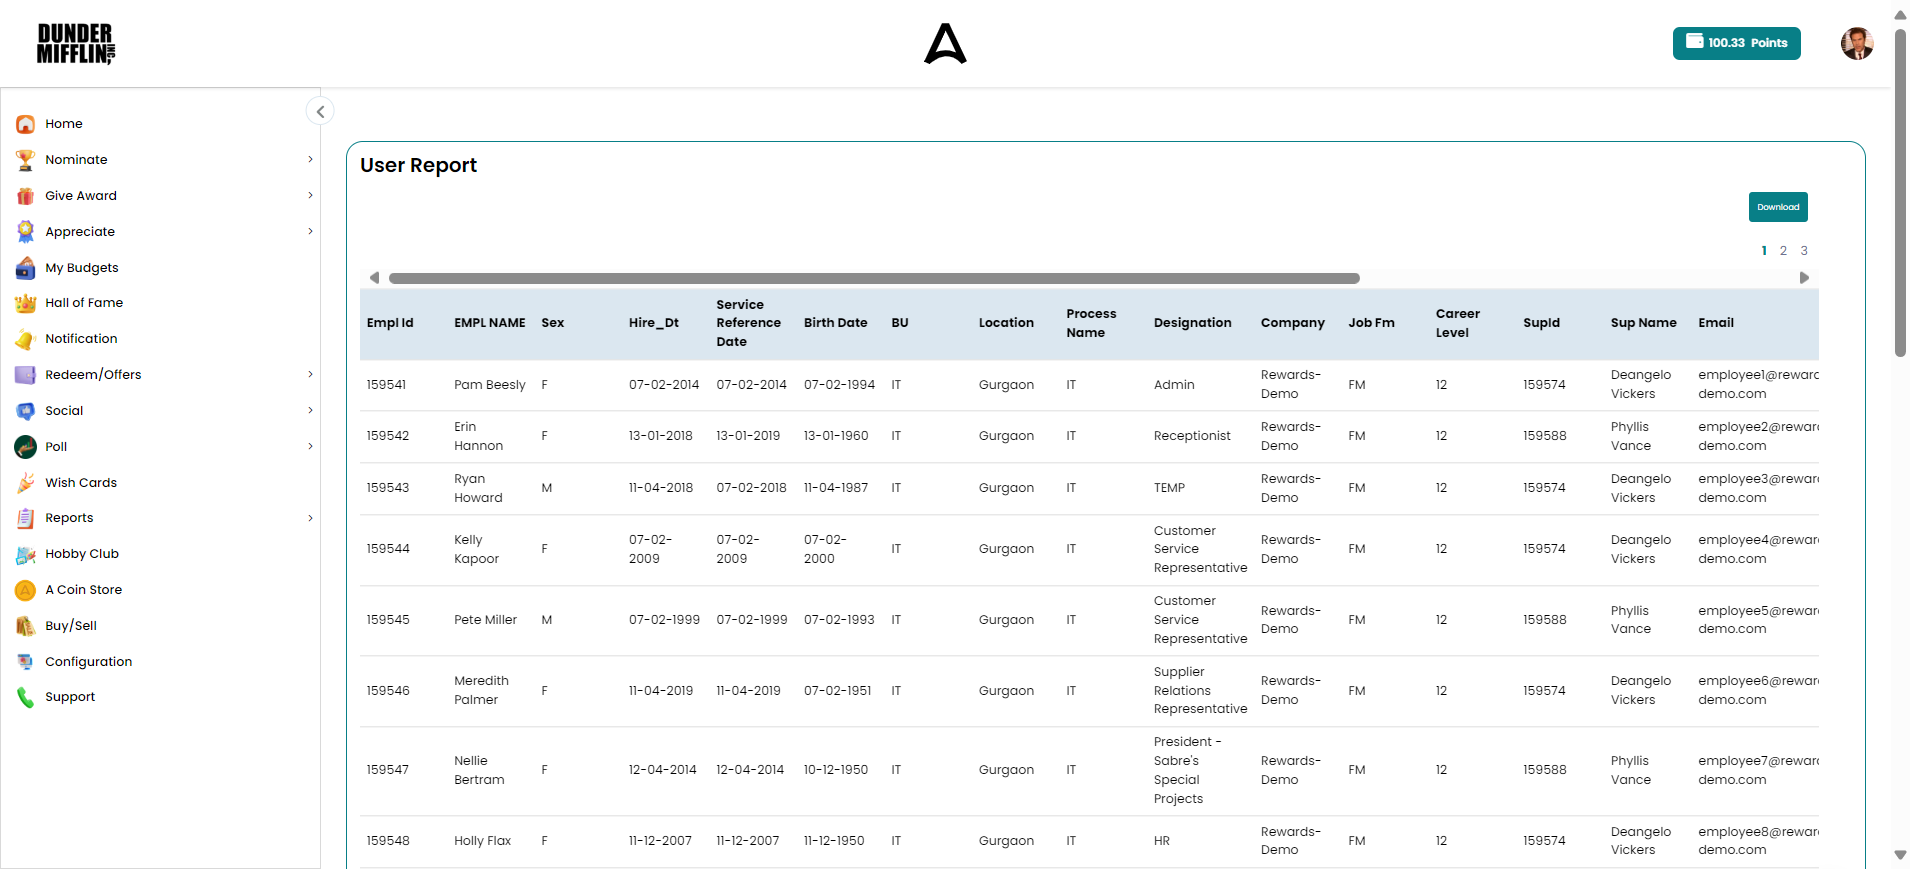 DUNDER
MIFFLIN, INC
100.33 Points
Home
Nominate
Give Award
Appreciate
My Budgets
Hall of Fame
Notification
Redeem/Offers
Social
Poll
Wish Cards
Reports
Hobby Club
A Coin Store
Buy/Sell
Configuration
Support
User Report
Download
1 2 3
Empl Id EMPL NAME Sex Hire_Dt Service Reference Date Birth Date BU Location Process Name Designation Company Job Fm Career Level SupId Sup Name Email
159541 Pam Beesly F 07-02-2014 07-02-2014 07-02-1994 IT Gurgaon IT Admin Rewards-Demo FM 12 159574 Deangelo Vickers employee1@reward demo.com
159542 Erin Hannon F 13-01-2018 13-01-2019 13-01-1960 IT Gurgaon IT Receptionist Rewards-Demo FM 12 159588 Phyllis Vance employee2@reward demo.com
159543 Ryan Howard M 11-04-2018 07-02-2018 11-04-1987 IT Gurgaon IT TEMP Rewards-Demo FM 12 159574 Deangelo Vickers employee3@reward demo.com
159544 Kelly Kapoor F 07-02-2009 07-02-2009 07-02-2000 IT Gurgaon IT Customer Service Representative Rewards-Demo FM 12 159574 Deangelo Vickers employee4@reward demo.com
159545 Pete Miller M 07-02-1999 07-02-1999 07-02-1993 IT Gurgaon IT Customer Service Representative Rewards-Demo FM 12 159588 Phyllis Vance employee5@reward demo.com
159546 Meredith Palmer F 11-04-2019 11-04-2019 07-02-1951 IT Gurgaon IT Supplier Relations Representative Rewards-Demo FM 12 159574 Deangelo Vickers employee6@reward demo.com
159547 Nellie Bertram F 12-04-2014 12-04-2014 10-12-1950 IT Gurgaon IT President - Sabre's Special Projects Rewards-Demo FM 12 159588 Phyllis Vance employee7@reward demo.com
159548 Holly Flax F 11-12-2007 11-12-2007 11-12-1950 IT Gurgaon IT HR Rewards-Demo FM 12 159574 Deangelo Vickers employee8@reward demo.com